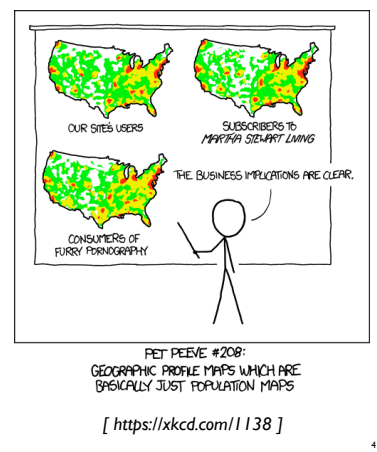 OUR SITE'S USERS
SUBSCRIBERS TO
MARTHA STEWART LIVING
THE BUSINESS IMPLICATIONS ARE CLEAR.
CONSUMERS OF
FURRY PORNOGRAPHY
PET PEEVE #208:
GEOGRAPHIC PROFILE MAPS WHICH ARE
BASICALLY JUST POPULATION MAPS
[ https://xkcd.com/1138 ]
4